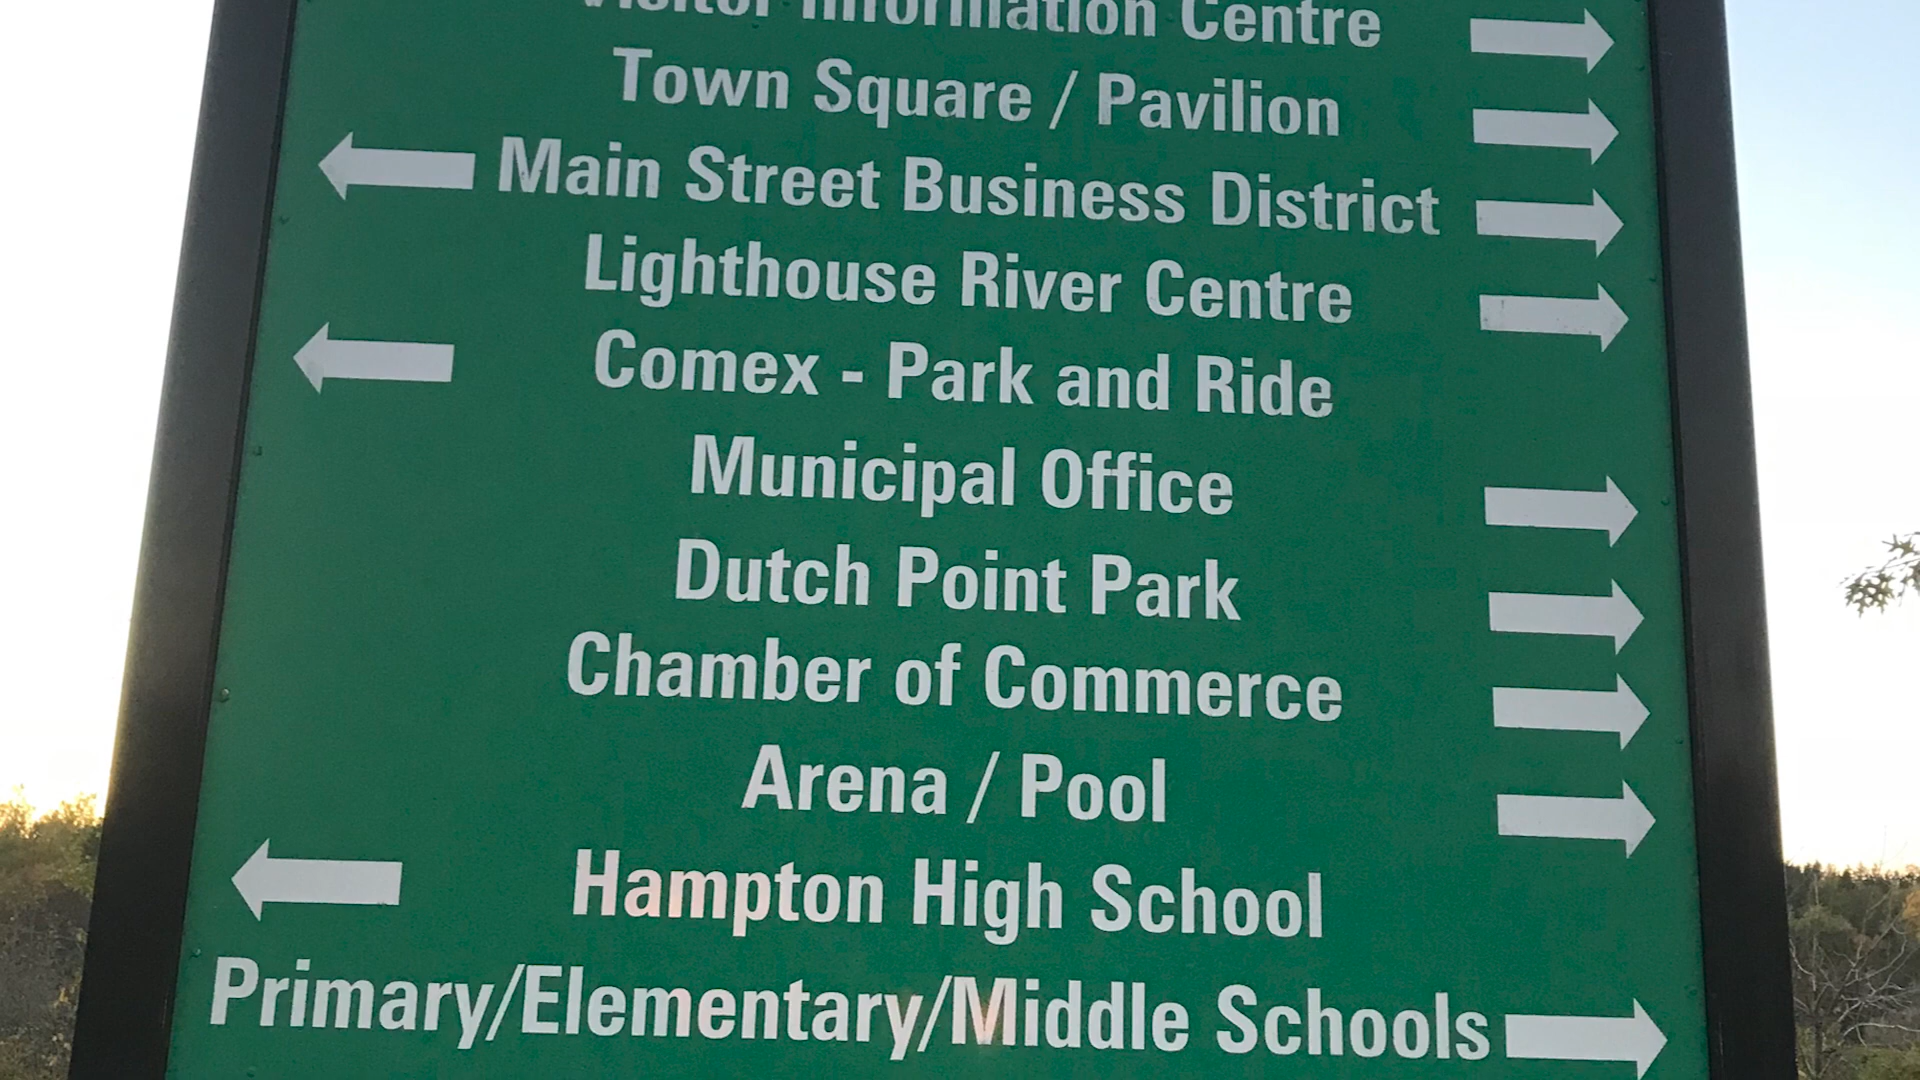 Visitor Information Centre
Town Square / Pavilion
Main Street Business District
Lighthouse River Centre
Comex - Park and Ride
Municipal Office
Dutch Point Park
Chamber of Commerce
Arena / Pool
Hampton High School
Primary/Elementary/Middle Schools